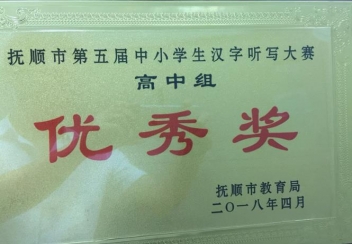 抚顺市第五届中小学生汉字听写大赛
高中组
优秀奖
抚顺市教育局
二〇一八年四月